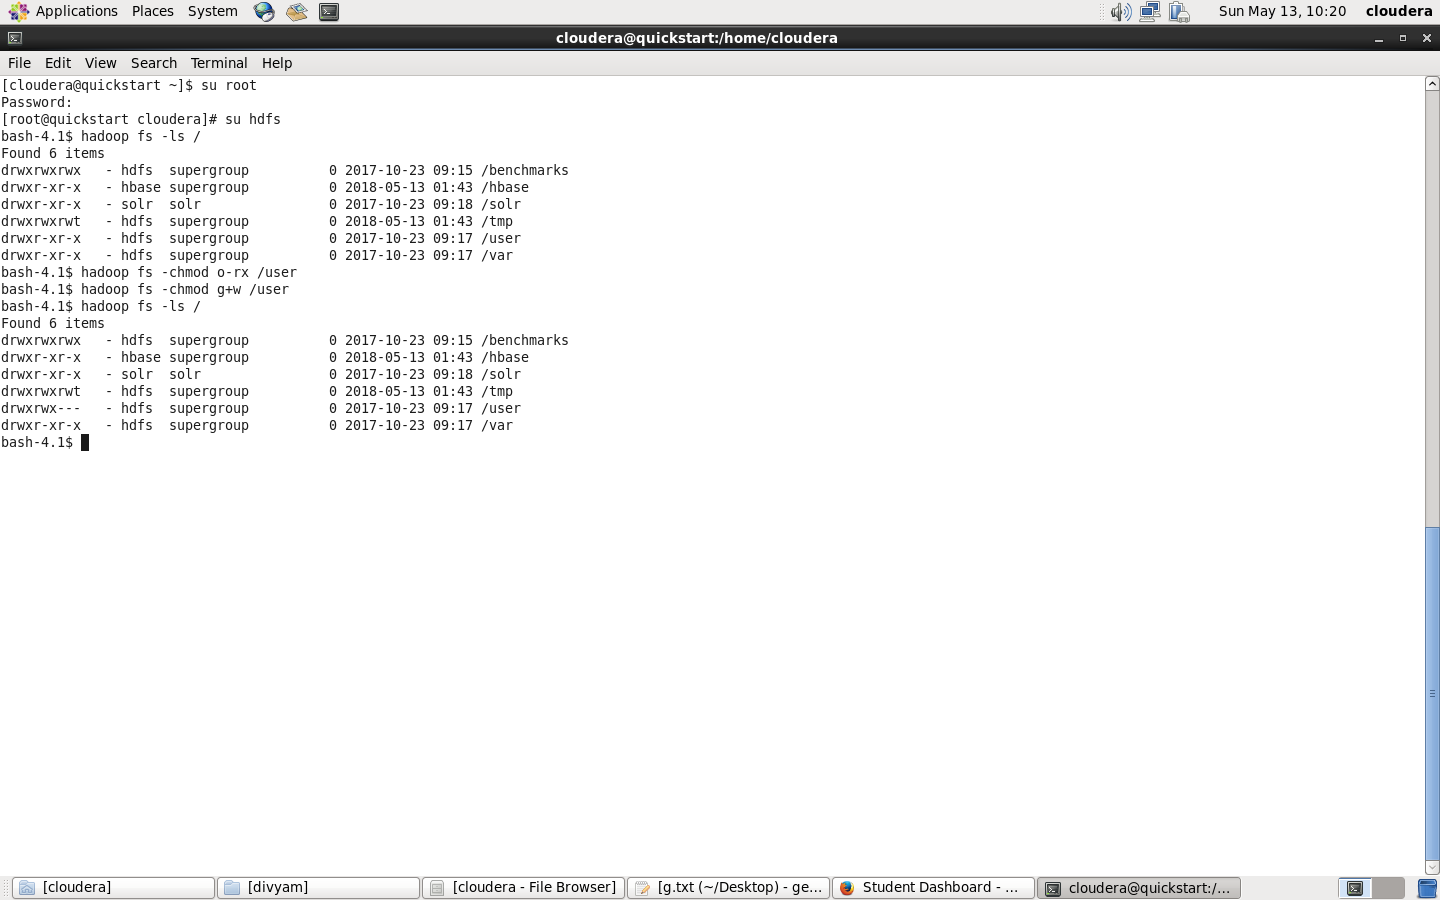 Applications Places System Sun May 13, 10:20 cloudera
cloudera@quickstart:/home/cloudera
File Edit View Search Terminal Help
[cloudera@quickstart ~]$ su root
Password:
[root@quickstart cloudera]# su hdfs
bash-4.1$ hadoop fs -ls /
Found 6 items
drwxrwxrwx   - hdfs  supergroup          0 2017-10-23 09:15 /benchmarks
drwxr-xr-x   - hbase supergroup          0 2018-05-13 01:43 /hbase
drwxr-xr-x   - solr  solr                0 2017-10-23 09:18 /solr
drwxrwxrwt   - hdfs  supergroup          0 2018-05-13 01:43 /tmp
drwxr-xr-x   - hdfs  supergroup          0 2017-10-23 09:17 /user
drwxr-xr-x   - hdfs  supergroup          0 2017-10-23 09:17 /var
bash-4.1$ hadoop fs -chmod o-rx /user
bash-4.1$ hadoop fs -chmod g+w /user
bash-4.1$ hadoop fs -ls /
Found 6 items
drwxrwxrwx   - hdfs  supergroup          0 2017-10-23 09:15 /benchmarks
drwxr-xr-x   - hbase supergroup          0 2018-05-13 01:43 /hbase
drwxr-xr-x   - solr  solr                0 2017-10-23 09:18 /solr
drwxrwxrwt   - hdfs  supergroup          0 2018-05-13 01:43 /tmp
drwxrwx---   - hdfs  supergroup          0 2017-10-23 09:17 /user
drwxr-xr-x   - hdfs  supergroup          0 2017-10-23 09:17 /var
bash-4.1$
[cloudera] [divyam] [cloudera - File Browser] [g.txt (~/Desktop) - ge... Student Dashboard - ... cloudera@quickstart:/...